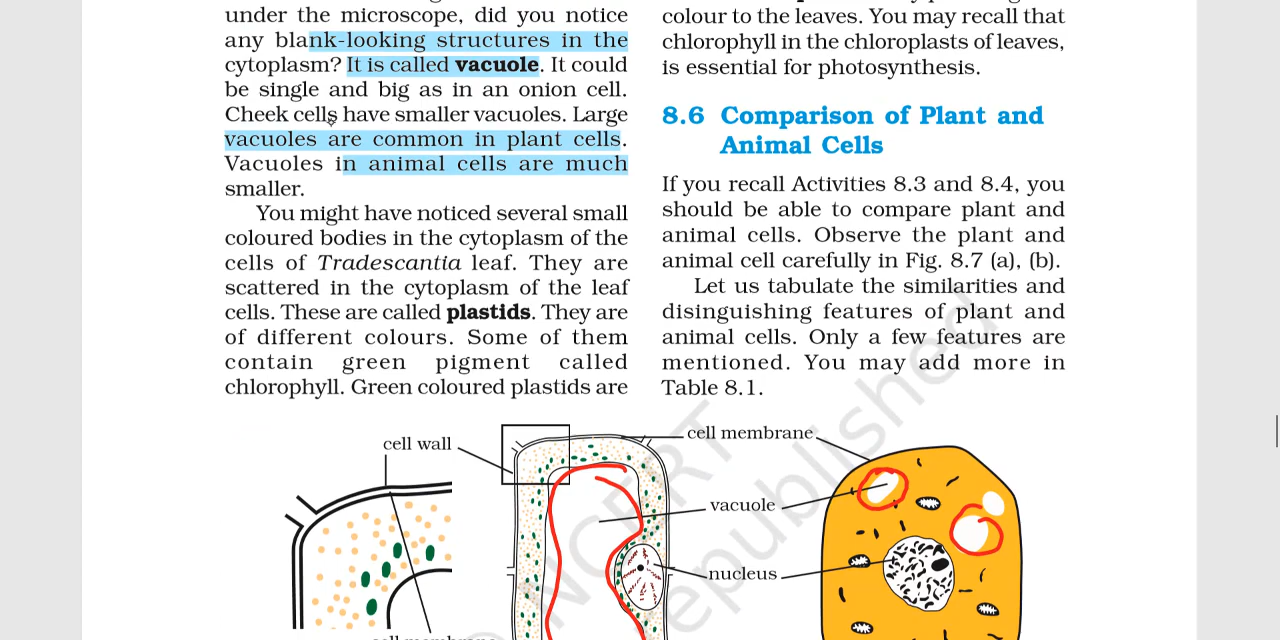 under the microscope, did you notice
any blank-looking structures in the
cytoplasm? It is called vacuole. It could
be single and big as in an onion cell.
Cheek cells have smaller vacuoles. Large
vacuoles are common in plant cells.
Vacuoles in animal cells are much
smaller.
You might have noticed several small
coloured bodies in the cytoplasm of the
cells of Tradescantia leaf. They are
scattered in the cytoplasm of the leaf
cells. These are called plastids. They are
of different colours. Some of them
contain green pigment called
chlorophyll. Green coloured plastids are
colour to the leaves. You may recall that
chlorophyll in the chloroplasts of leaves,
is essential for photosynthesis.
8.6 Comparison of Plant and
Animal Cells
If you recall Activities 8.3 and 8.4, you
should be able to compare plant and
animal cells. Observe the plant and
animal cell carefully in Fig. 8.7 (a), (b).
Let us tabulate the similarities and
disinguishing features of plant and
animal cells. Only a few features are
mentioned. You may add more in
Table 8.1.
cell wall
cell membrane
vacuole
nucleus
NCERT
republished